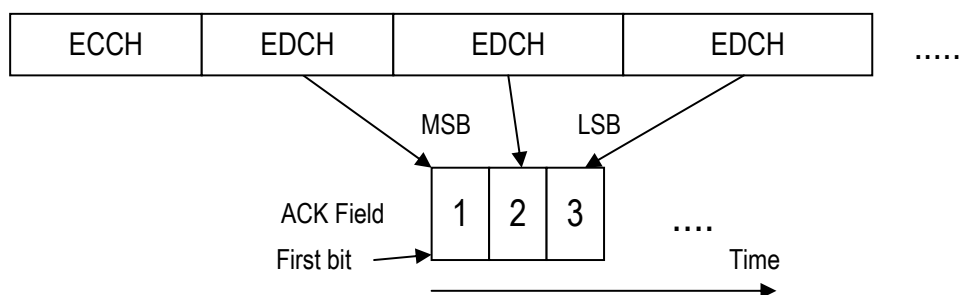 ECCH EDCH EDCH EDCH .....
MSB LSB
1 2 3
ACK Field ....
First bit Time